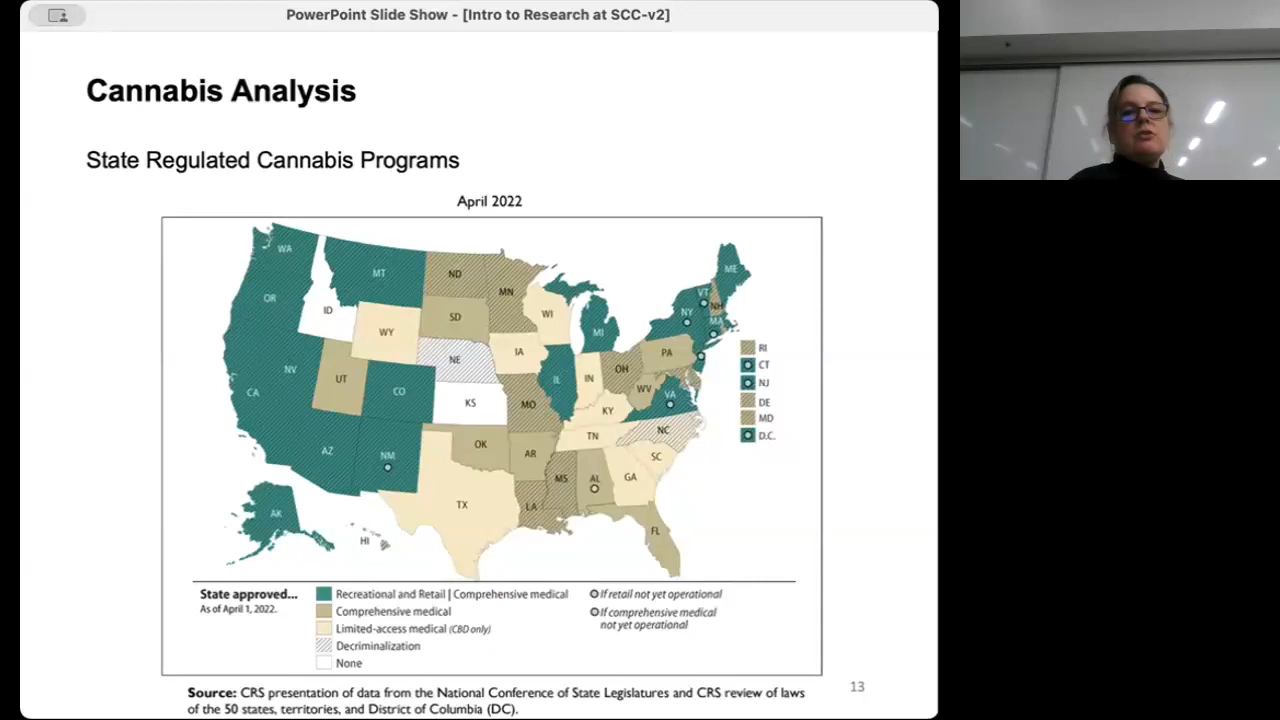 PowerPoint Slide Show - [Intro to Research at SCC-v2]
Cannabis Analysis
State Regulated Cannabis Programs
April 2022
WA
MT
ND
MN
ME
OR
ID
SD
WI
VT
NH
NY
MA
WY
MI
RI
NE
IA
PA
CT
NV
UT
CO
IL
IN
OH
NJ
CA
KS
MO
WV
VA
DE
KY
MD
NC
D.C.
AZ
NM
OK
AR
TN
SC
TX
LA
MS
AL
GA
AK
HI
FL
State approved...
As of April 1, 2022.
Recreational and Retail | Comprehensive medical
Comprehensive medical
Limited-access medical (CBD only)
Decriminalization
None
If retail not yet operational
If comprehensive medical
not yet operational
Source: CRS presentation of data from the National Conference of State Legislatures and CRS review of laws
of the 50 states, territories, and District of Columbia (DC).
13